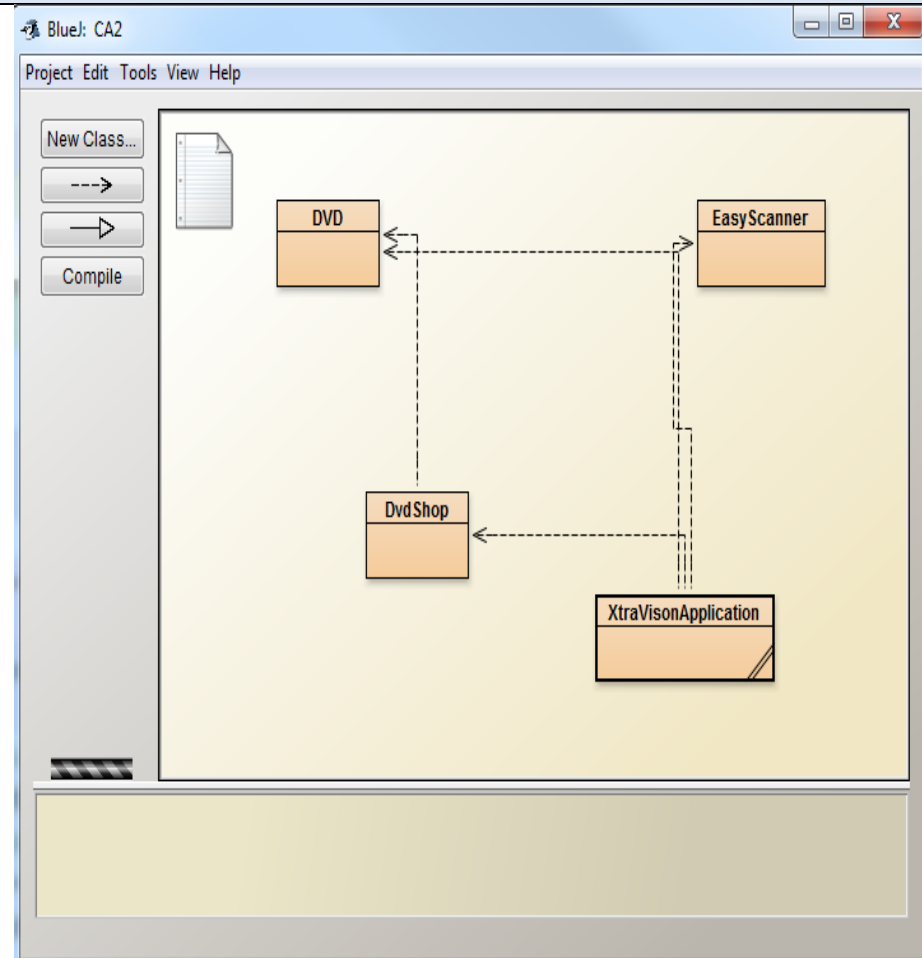 BlueJ: CA2
Project Edit Tools View Help
New Class...
Compile
DVD
EasyScanner
DvdShop
XtraVisonApplication